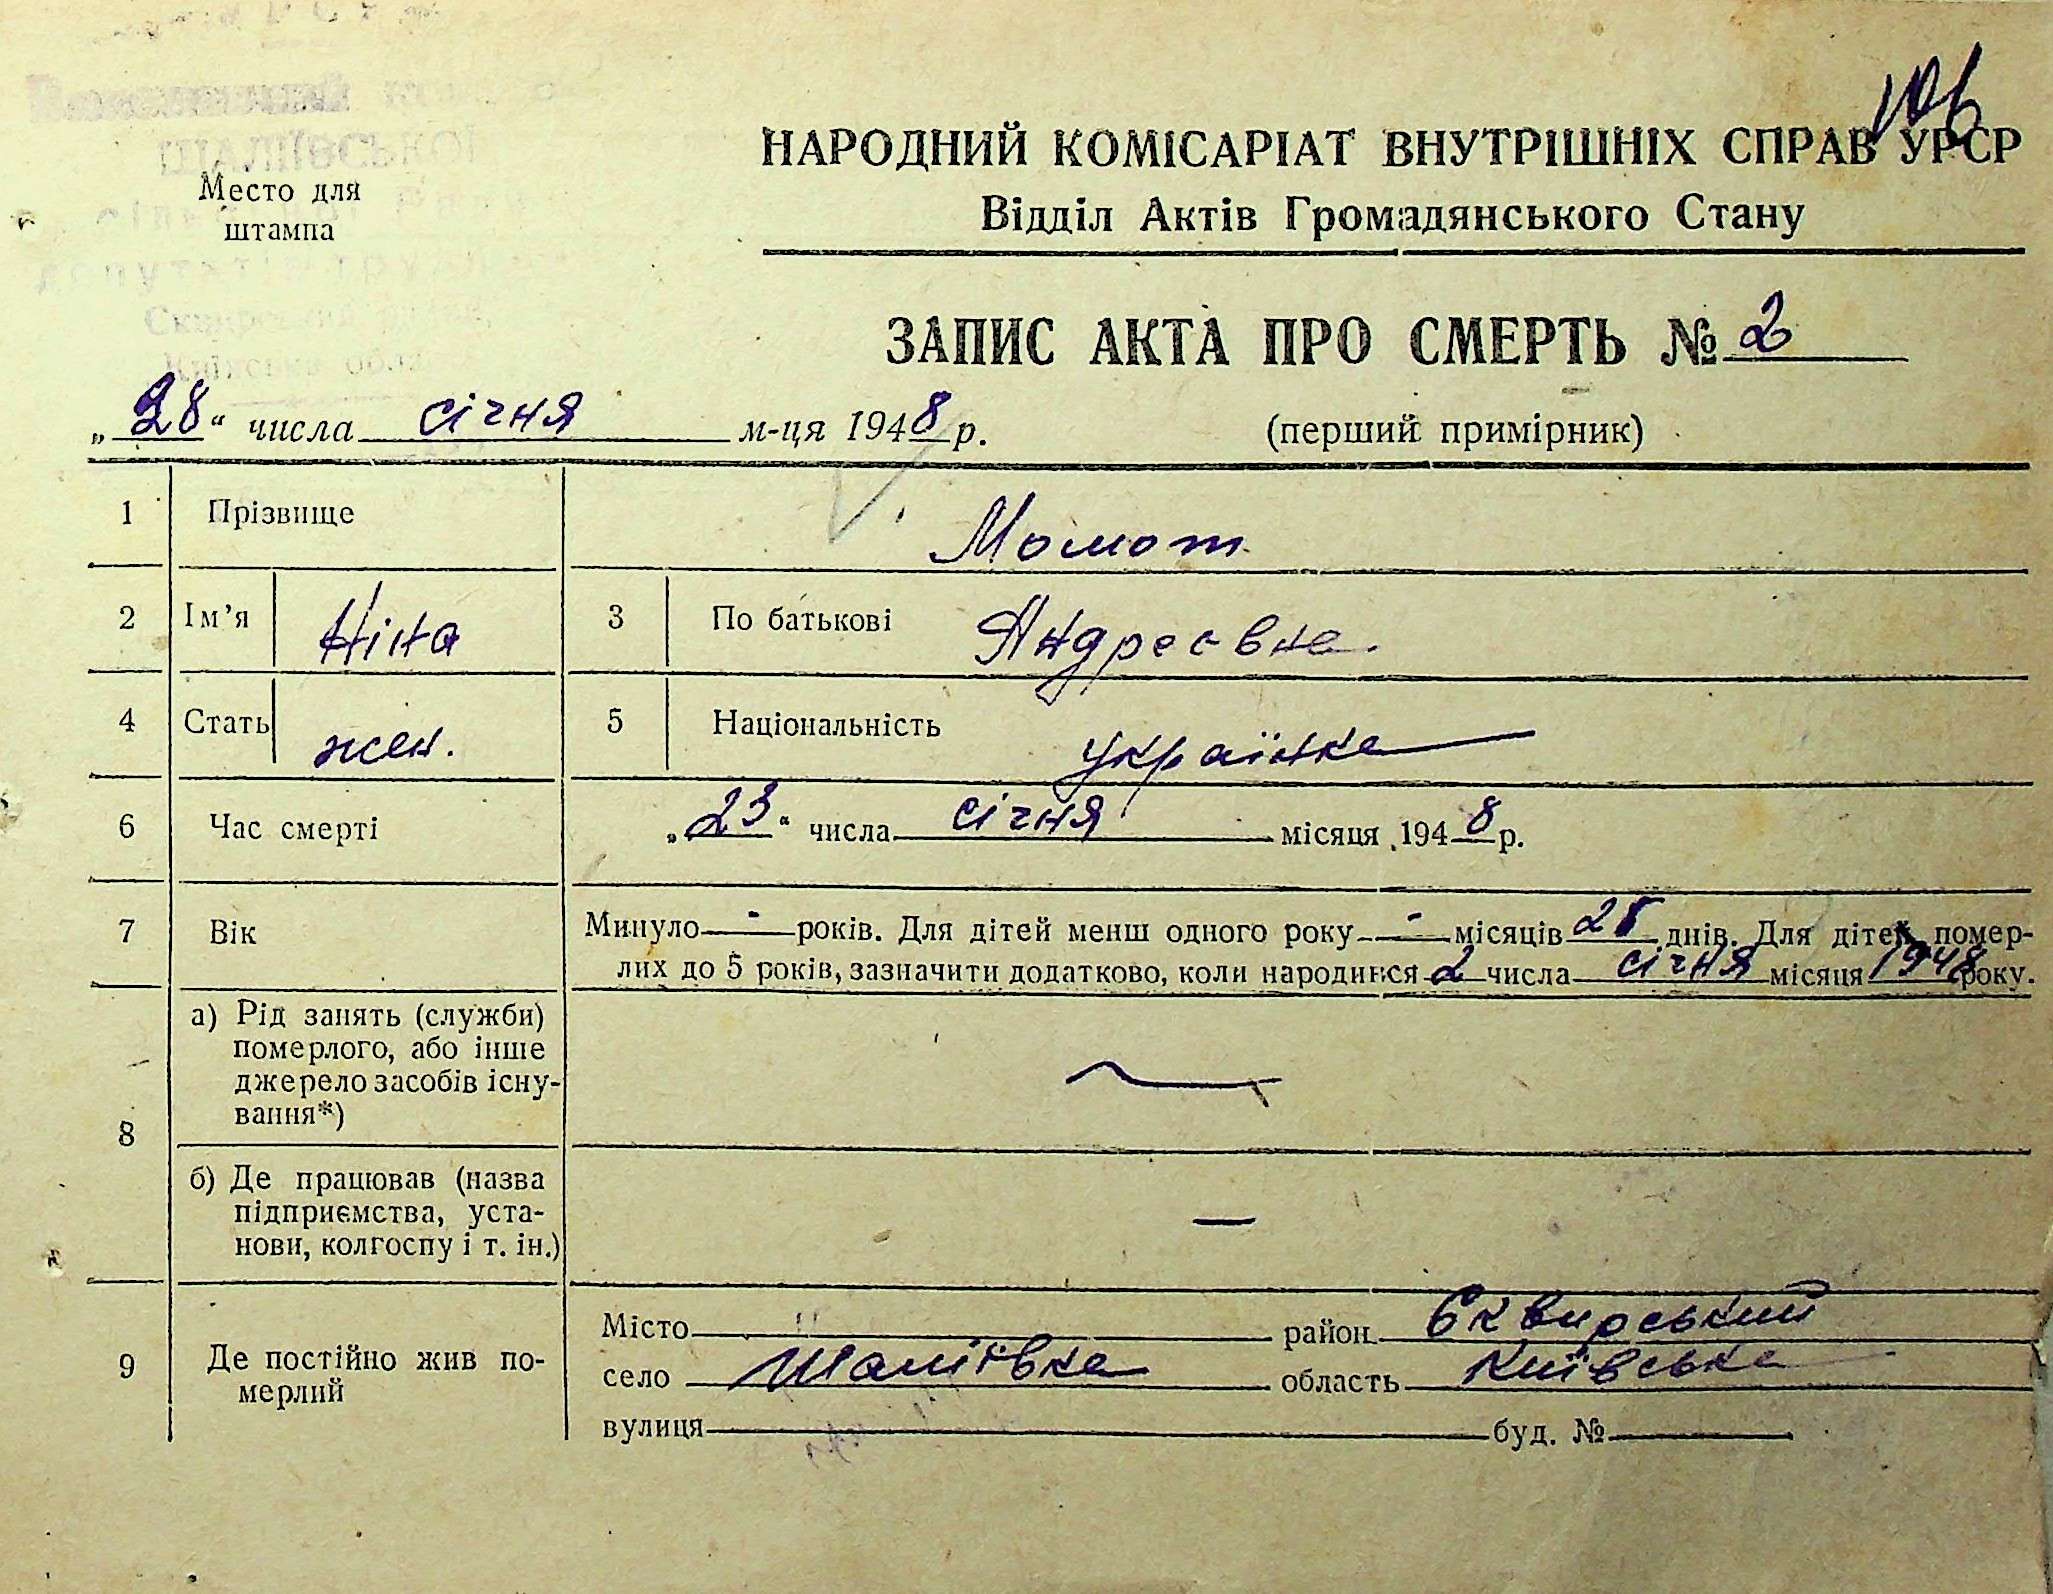 106
ШАЛІЇВСЬКОЇ
Место для
штампа
НАРОДНИЙ КОМІСАРІАТ ВНУТРІШНІХ СПРАВ УРСР
Відділ Актів Громадянського Стану
ЗАПИС АКТА ПРО СМЕРТЬ № 2
„28“ числа січня м-ця 1948 р. (перший примірник)
1 Прізвище Момот
2 Ім’я Ніна 3 По батькові Андреєвна.
4 Стать жен. 5 Національність українка
6 Час смерті „23“ числа січня місяця 1948 р.
7 Вік Минуло - років. Для дітей менш одного року - місяців днів. Для дітей помер-
лих до 5 років, зазначити додатково, коли народився 2 числа січня місяця 1948 року.
8 а) Рід занять (служби)
померлого, або інше
джерело засобів існу-
вання*)
б) Де працював (назва —
підприємства, уста-
нови, колгоспу і т. ін.)
9 Де постійно жив по-
мерлий
Місто район Сквирський
село Шаліївка область Київська
вулиця буд. №